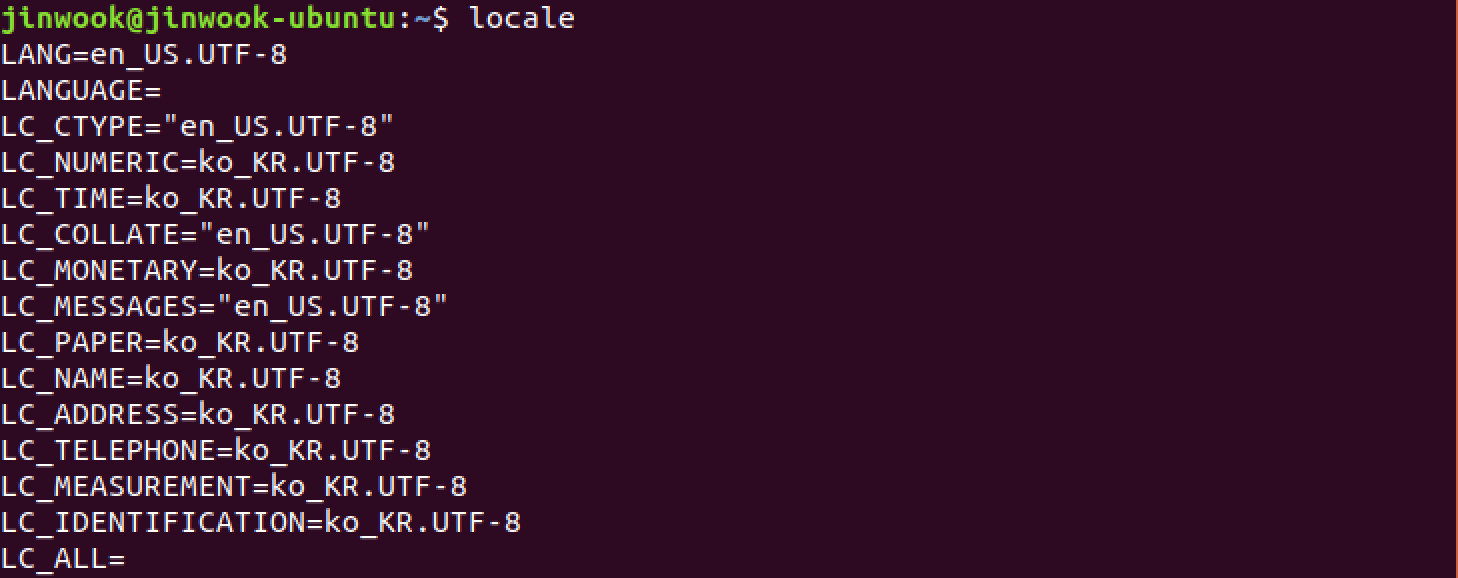 jinwook@jinwook-ubuntu:~$ locale
LANG=en_US.UTF-8
LANGUAGE=
LC_CTYPE="en_US.UTF-8"
LC_NUMERIC=ko_KR.UTF-8
LC_TIME=ko_KR.UTF-8
LC_COLLATE="en_US.UTF-8"
LC_MONETARY=ko_KR.UTF-8
LC_MESSAGES="en_US.UTF-8"
LC_PAPER=ko_KR.UTF-8
LC_NAME=ko_KR.UTF-8
LC_ADDRESS=ko_KR.UTF-8
LC_TELEPHONE=ko_KR.UTF-8
LC_MEASUREMENT=ko_KR.UTF-8
LC_IDENTIFICATION=ko_KR.UTF-8
LC_ALL=